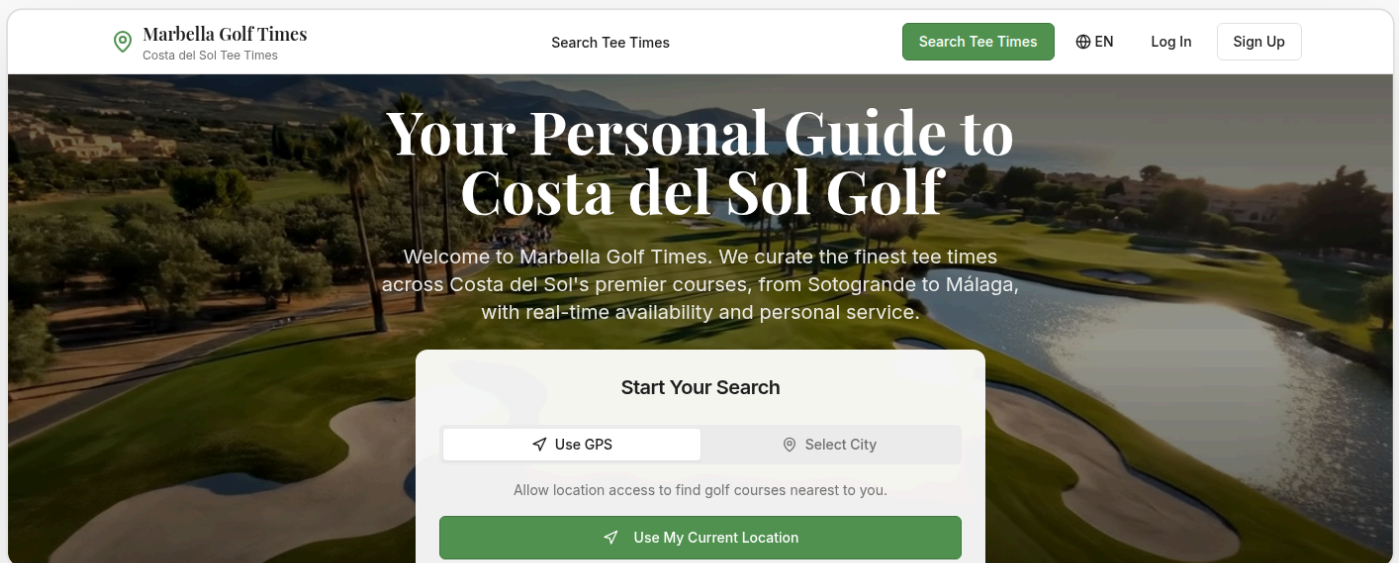 Marbella Golf Times
Costa del Sol Tee Times
Search Tee Times
Search Tee Times
EN
Log In
Sign Up
Your Personal Guide to
Costa del Sol Golf
Welcome to Marbella Golf Times. We curate the finest tee times
across Costa del Sol's premier courses, from Sotogrande to Málaga,
with real-time availability and personal service.
Start Your Search
Use GPS
Select City
Allow location access to find golf courses nearest to you.
Use My Current Location